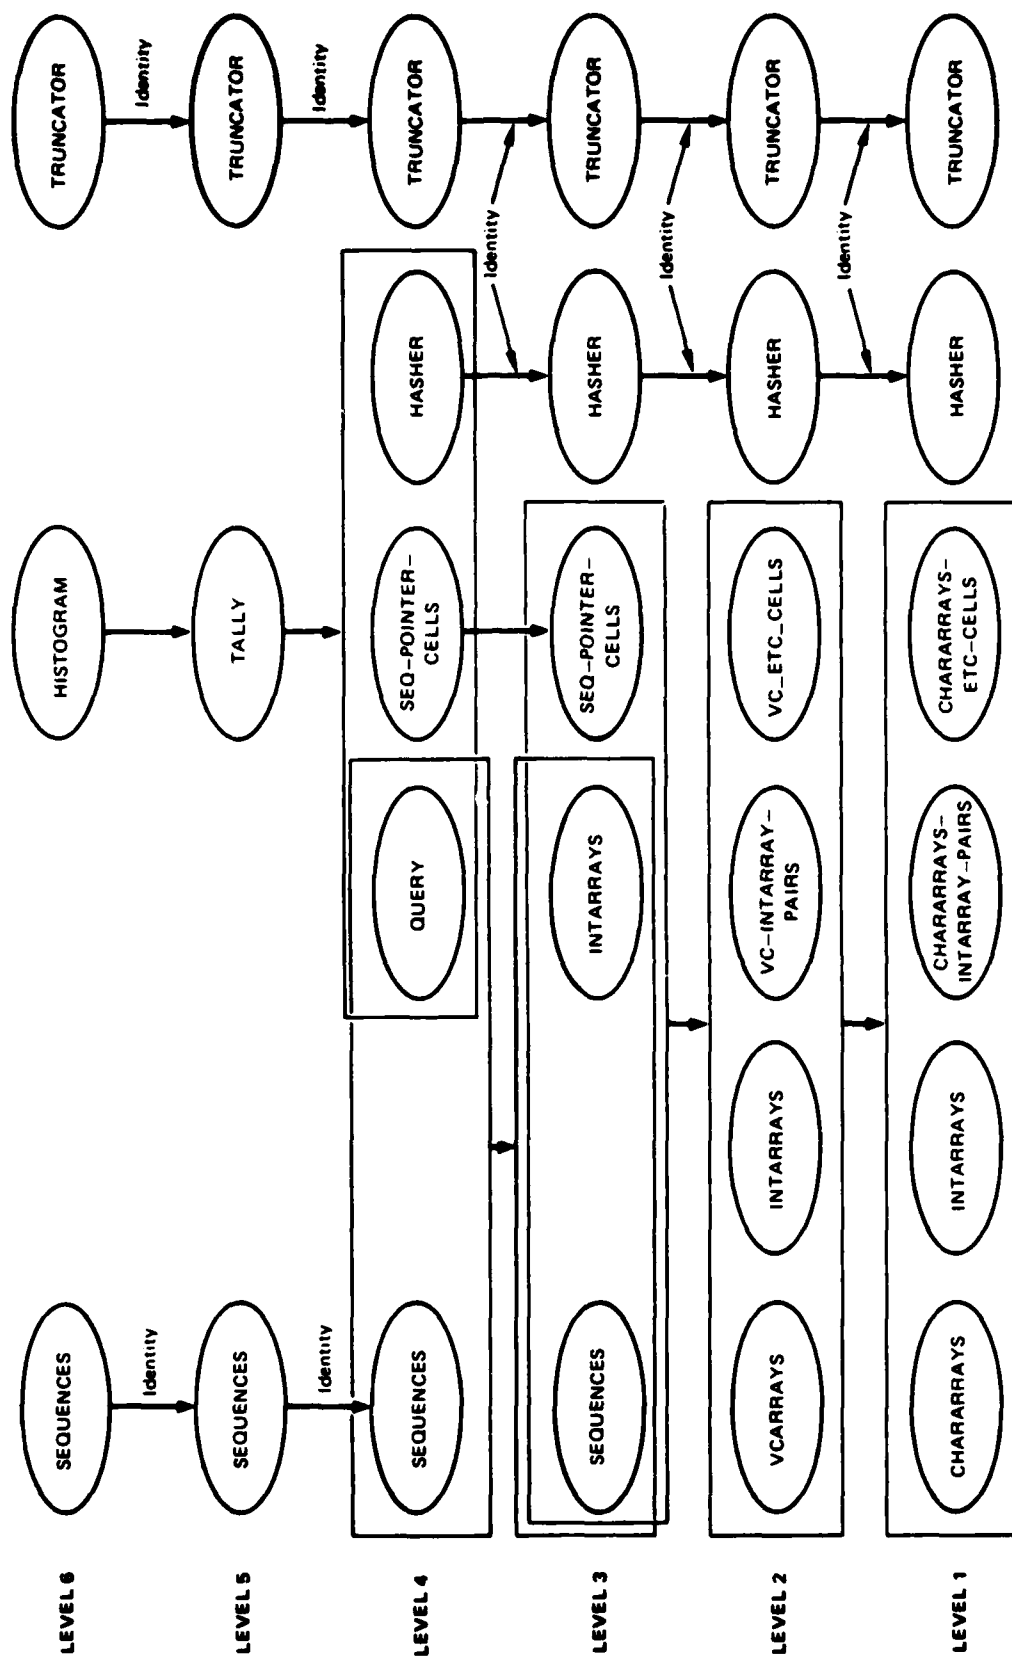 LEVEL 6
SEQUENCES
HISTOGRAM
TRUNCATOR
Identity
Identity
LEVEL 5
SEQUENCES
TALLY
TRUNCATOR
Identity
Identity
LEVEL 4
SEQUENCES
QUERY
SEQ-POINTER-
CELLS
HASHER
TRUNCATOR
Identity
LEVEL 3
SEQUENCES
INTARRAYS
SEQ-POINTER-
CELLS
HASHER
TRUNCATOR
Identity
LEVEL 2
VCARRAYS
INTARRAYS
VC-INTARRAY-
PAIRS
VC_ETC_CELLS
HASHER
TRUNCATOR
Identity
LEVEL 1
CHARARRAYS
INTARRAYS
CHARARRAYS-
INTARRAY-PAIRS
CHARARRAYS-
ETC-CELLS
HASHER
TRUNCATOR